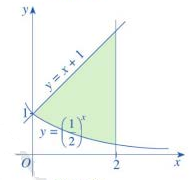 y
y = x + 1
1
y = (1/2)^x
O
2
x